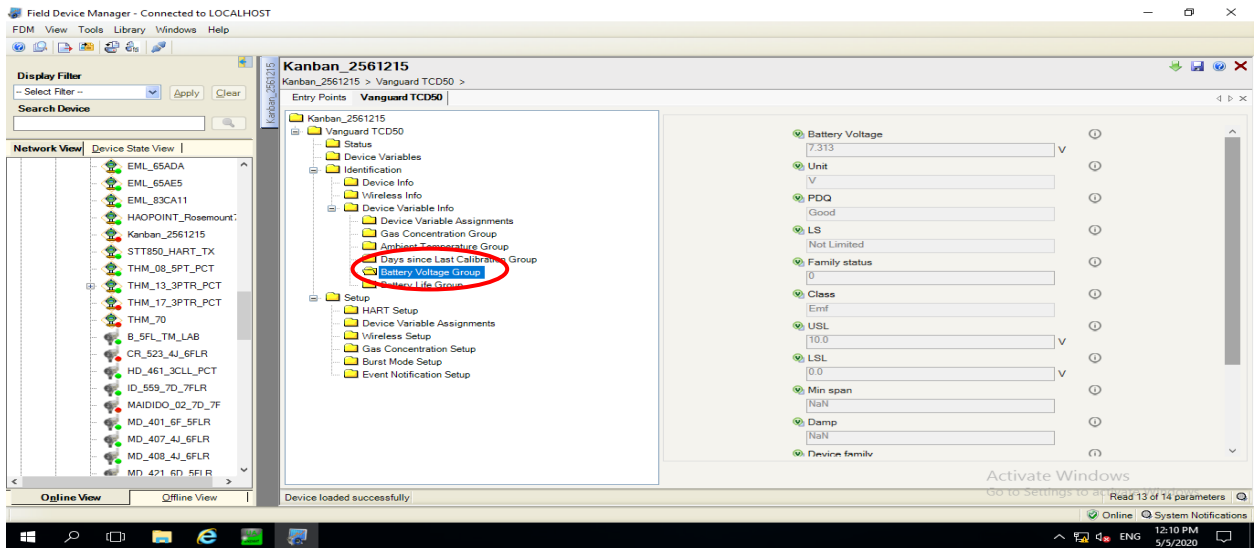 Field Device Manager - Connected to LOCALHOST
FDM View Tools Library Windows Help
Display Filter
-- Select Filter --
Apply
Clear
Search Device
Network View
Device State View
EML_65ADA
EML_65AE5
EML_83CA11
HAOPOINT_Rosemount
Kanban_2561215
STT850_HART_TX
THM_08_5PT_PCT
THM_13_3PTR_PCT
THM_17_3PTR_PCT
THM_70
B_5FL_TM_LAB
CR_523_4J_6FLR
HD_461_3CLL_PCT
ID_559_7D_7FLR
MAIDIDO_02_7D_7F
MD_401_6F_5FLR
MD_407_4J_6FLR
MD_408_4J_6FLR
MD_421_6D_5FLR
Online View
Offline View
Kanban_2561215-
Kanban_2561215
Kanban_2561215 > Vanguard TCD50 >
Entry Points
Vanguard TCD50
Kanban_2561215
Vanguard TCD50
Status
Device Variables
Identification
Device Info
Wireless Info
Device Variable Info
Device Variable Assignments
Gas Concentration Group
Ambient Temperature Group
Days since Last Calibration Group
Battery Voltage Group
Battery Life Group
Setup
HART Setup
Device Variable Assignments
Wireless Setup
Gas Concentration Setup
Burst Mode Setup
Event Notification Setup
Battery Voltage
7.313 V
Unit
V
PDQ
Good
LS
Not Limited
Family status
0
Class
Emf
USL
10.0 V
LSL
0.0 V
Min span
NaN
Damp
NaN
Device family
Activate Windows
Go to Settings to
Device loaded successfully
Read 13 of 14 parameters
Online
System Notifications
ENG
12:10 PM
5/5/2020